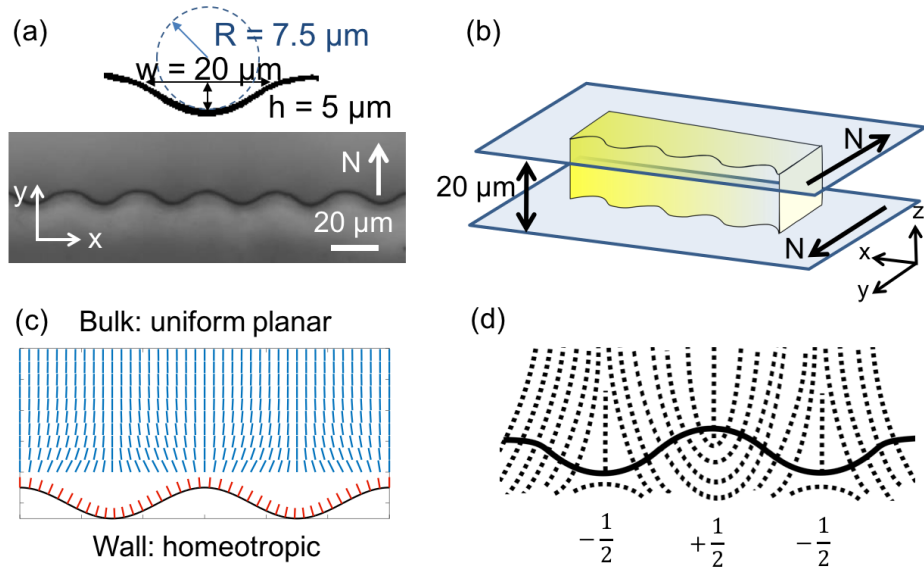 (a)
R = 7.5 µm
w = 20 µm
h = 5 µm
N
y
x
20 µm
(b)
N
20 µm
N
z
x
y
(c)
Bulk: uniform planar
Wall: homeotropic
(d)
-1/2 +1/2 -1/2